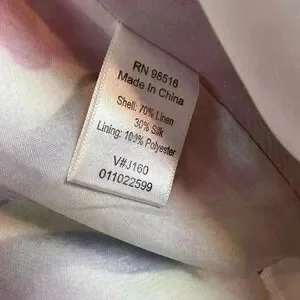 RN 98516
Made In China
Shell: 70% Linen
30% Silk
Lining: 100% Polyester
V#J160
011022599